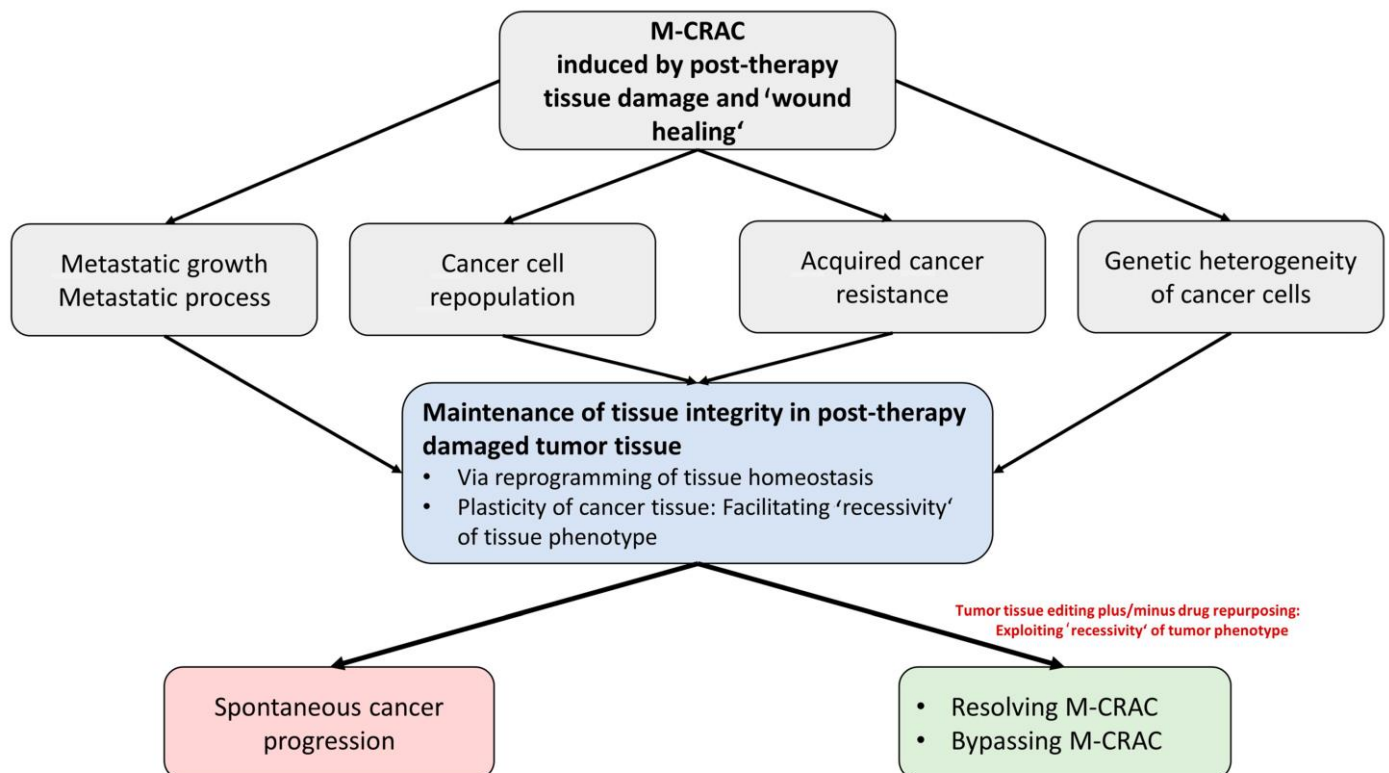 M-CRAC
induced by post-therapy
tissue damage and ‘wound
healing‘
Metastatic growth
Metastatic process
Cancer cell
repopulation
Acquired cancer
resistance
Genetic heterogeneity
of cancer cells
Maintenance of tissue integrity in post-therapy
damaged tumor tissue
• Via reprogramming of tissue homeostasis
• Plasticity of cancer tissue: Facilitating ‘recessivity‘
of tissue phenotype
Tumor tissue editing plus/minus drug repurposing:
Exploiting ‘recessivity‘ of tumor phenotype
Spontaneous cancer
progression
• Resolving M-CRAC
• Bypassing M-CRAC